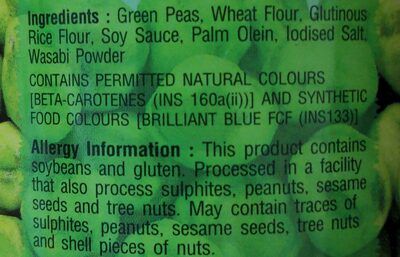 Ingredients : Green Peas, Wheat Flour, Glutinous
Rice Flour, Soy Sauce, Palm Olein, Iodised Salt,
Wasabi Powder
CONTAINS PERMITTED NATURAL COLOURS
[BETA-CAROTENES (INS 160a(ii))] AND SYNTHETIC
FOOD COLOURS [BRILLIANT BLUE FCF (INS133)]
Allergy Information : This product contains
soybeans and gluten. Processed in a facility
that also process sulphites, peanuts, sesame
seeds and tree nuts. May contain traces of
sulphites, peanuts, sesame seeds, tree nuts
and shell pieces of nuts.